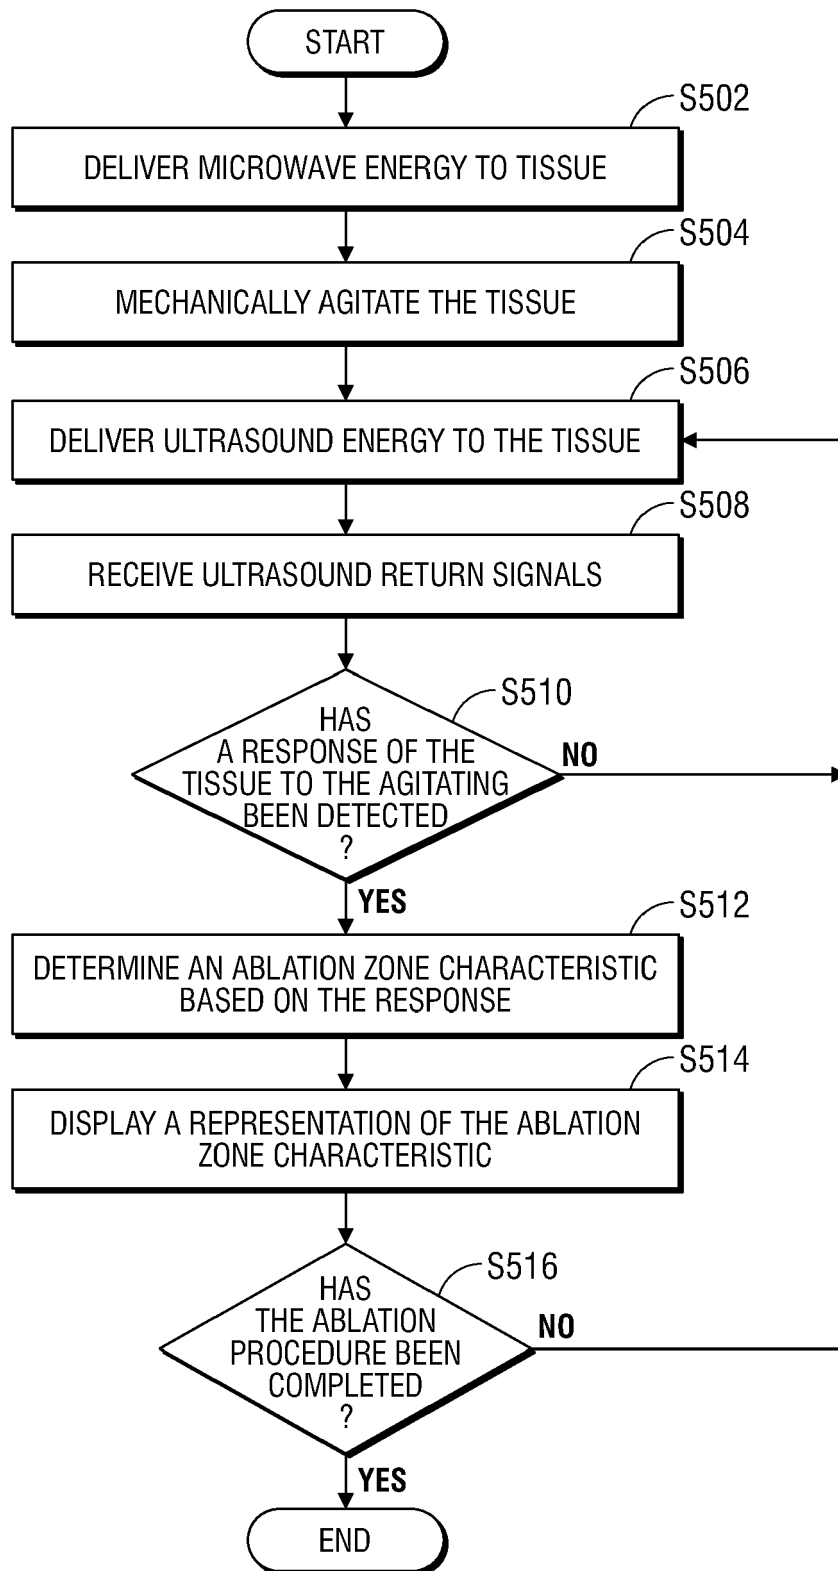 START
S502
DELIVER MICROWAVE ENERGY TO TISSUE
S504
MECHANICALLY AGITATE THE TISSUE
S506
DELIVER ULTRASOUND ENERGY TO THE TISSUE
S508
RECEIVE ULTRASOUND RETURN SIGNALS
S510
HAS
A RESPONSE OF THE
TISSUE TO THE AGITATING
BEEN DETECTED
?
NO
YES
S512
DETERMINE AN ABLATION ZONE CHARACTERISTIC
BASED ON THE RESPONSE
S514
DISPLAY A REPRESENTATION OF THE ABLATION
ZONE CHARACTERISTIC
S516
HAS
THE ABLATION
PROCEDURE BEEN
COMPLETED
?
NO
YES
END